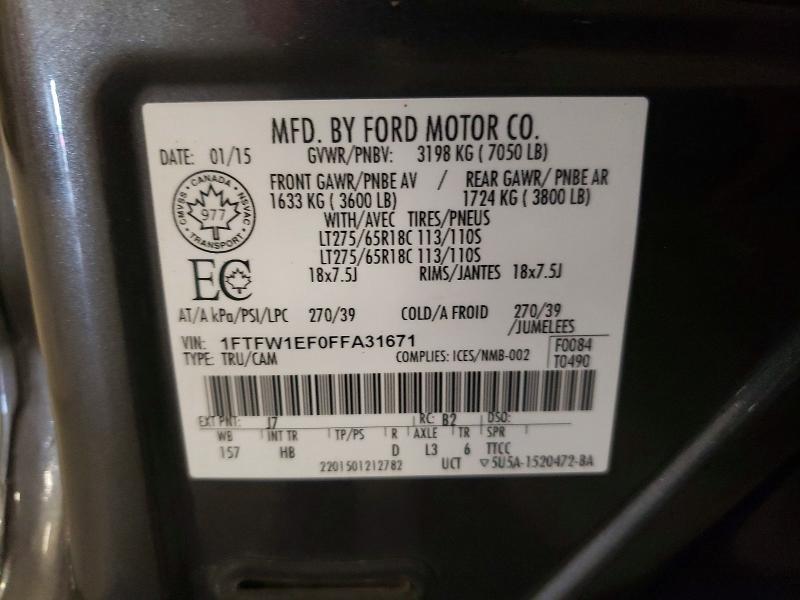 MFD. BY FORD MOTOR CO.
DATE: 01/15 GVWR/PNBV: 3198 KG ( 7050 LB)
FRONT GAWR/PNBE AV / REAR GAWR/ PNBE AR
1633 KG ( 3600 LB) 1724 KG ( 3800 LB)
WITH/AVEC TIRES/PNEUS
LT275/65R18C 113/110S
LT275/65R18C 113/110S
18x7.5J RIMS/JANTES 18x7.5J
CANADA
CMVSS NSVAC
977
TRANSPORT
EC
AT/A kPa/PSI/LPC 270/39 COLD/A FROID 270/39
/JUMELEES
VIN: 1FTFW1EF0FFA31671
TYPE: TRU/CAM COMPLIES: ICES/NMB-002
F0084
T0490
EXT PNT: J7 RC: B2 DSO:
WB INT TR TP/PS R AXLE TR SPR
157 HB D L3 6 TTCC
2201501212782 UCT ▽5U5A-1520472-BA